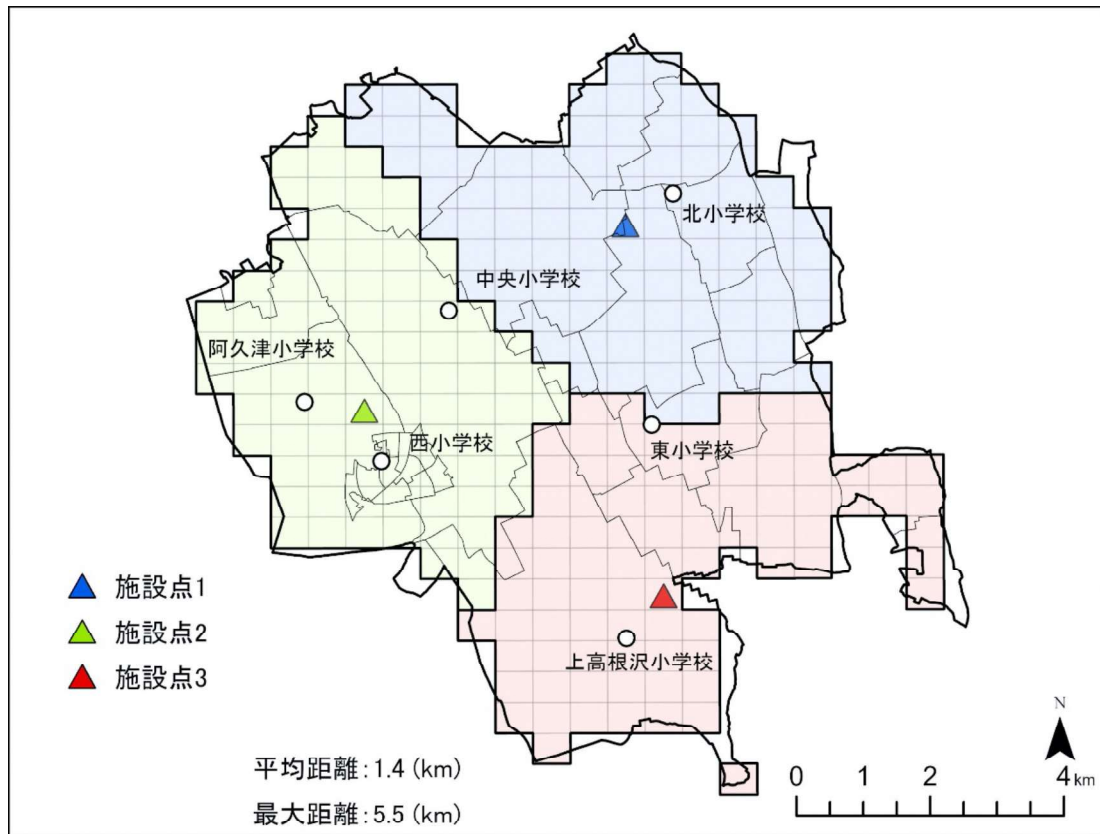 北小学校
中央小学校
阿久津小学校
西小学校
東小学校
施設点1
施設点2
施設点3
上高根沢小学校
平均距離:1.4 (km)
最大距離:5.5 (km)
N
0 1 2 4 km